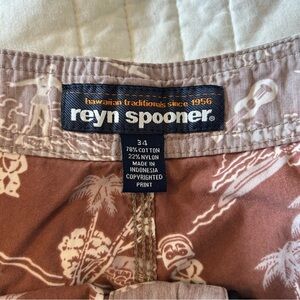 hawaiian traditionals since 1956
reyn spooner®
34
78% COTTON
22% NYLON
MADE IN
INDONESIA
COPYRIGHTED
PRINT